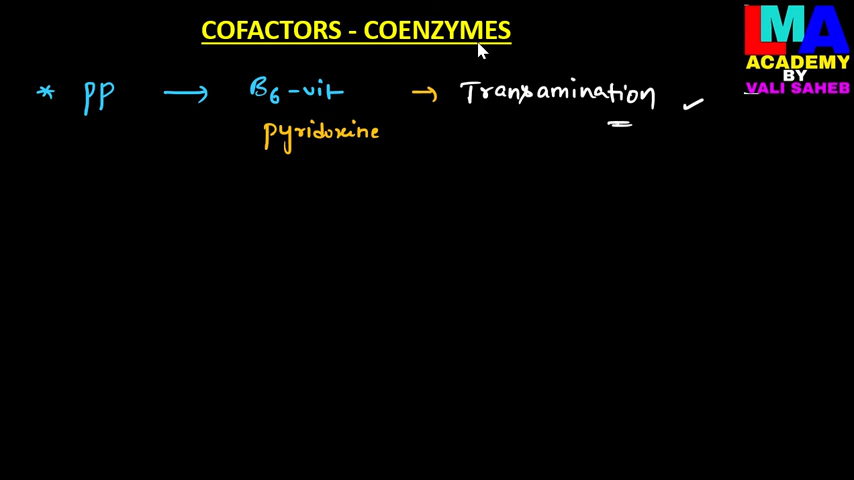 COFACTORS - COENZYMES
LMA
ACADEMY
BY
VALI SAHEB
* PP → B6-vit → Transamination ✓
pyridoxine